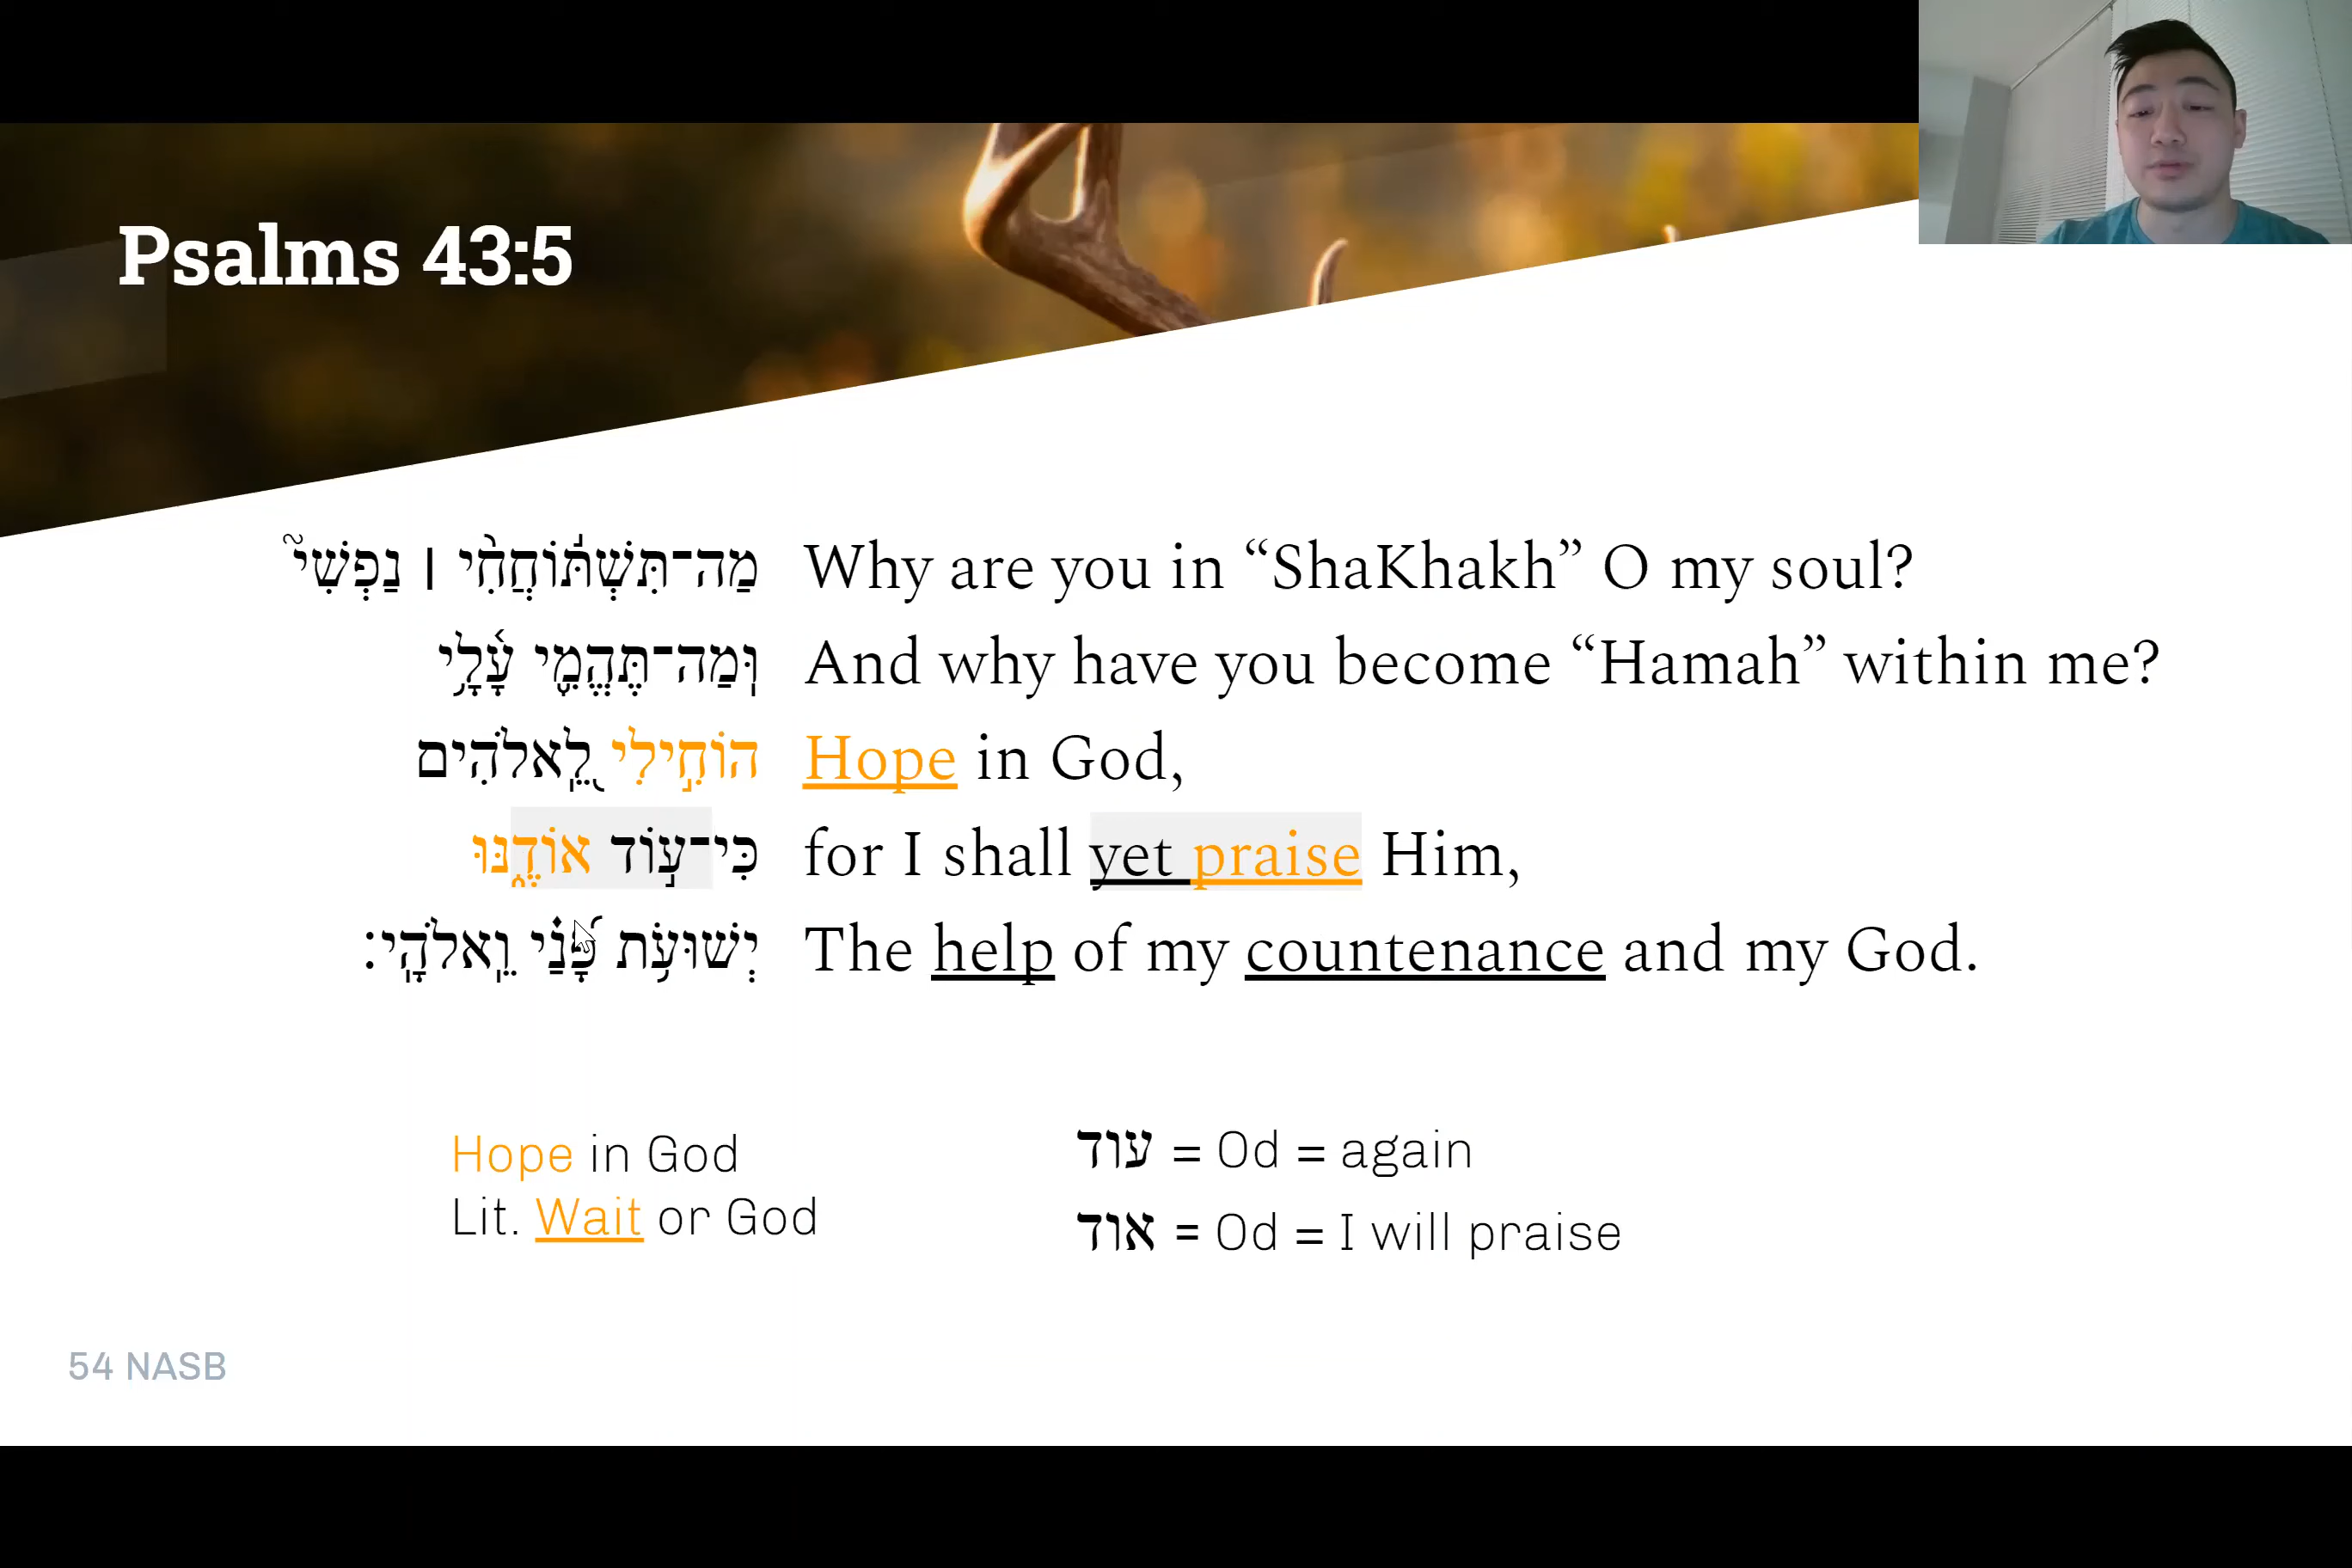 Psalms 43:5
מַה־תִּשְׁתּ֬וֹחֲחִ֨י ׀ נַפְשִׁי֮ Why are you in “ShaKhakh” O my soul?
וּֽמַה־תֶּהֱמִ֪י עָ֫לָ֥י And why have you become “Hamah” within me?
הוֹחִ֣ילִי לֵֽ֭אלֹהִים Hope in God,
כִּי־ע֣וֹד אוֹדֶ֑נּוּ for I shall yet praise Him,
יְשׁוּעֹ֥ת פָּ֝נַ֗י וֵֽאלֹהָֽי׃ The help of my countenance and my God.
Hope in God
Lit. Wait or God
עוד = Od = again
אוד = Od = I will praise
54 NASB